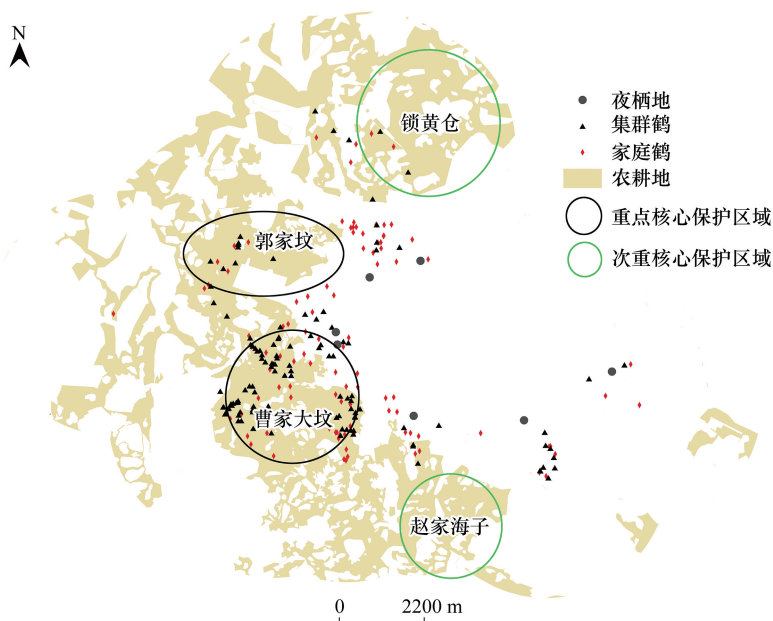 N
夜栖地
集群鹤
家庭鹤
农耕地
重点核心保护区域
次重核心保护区域
锁黄仓
郭家坟
曹家大坟
赵家海子
0 2200 m